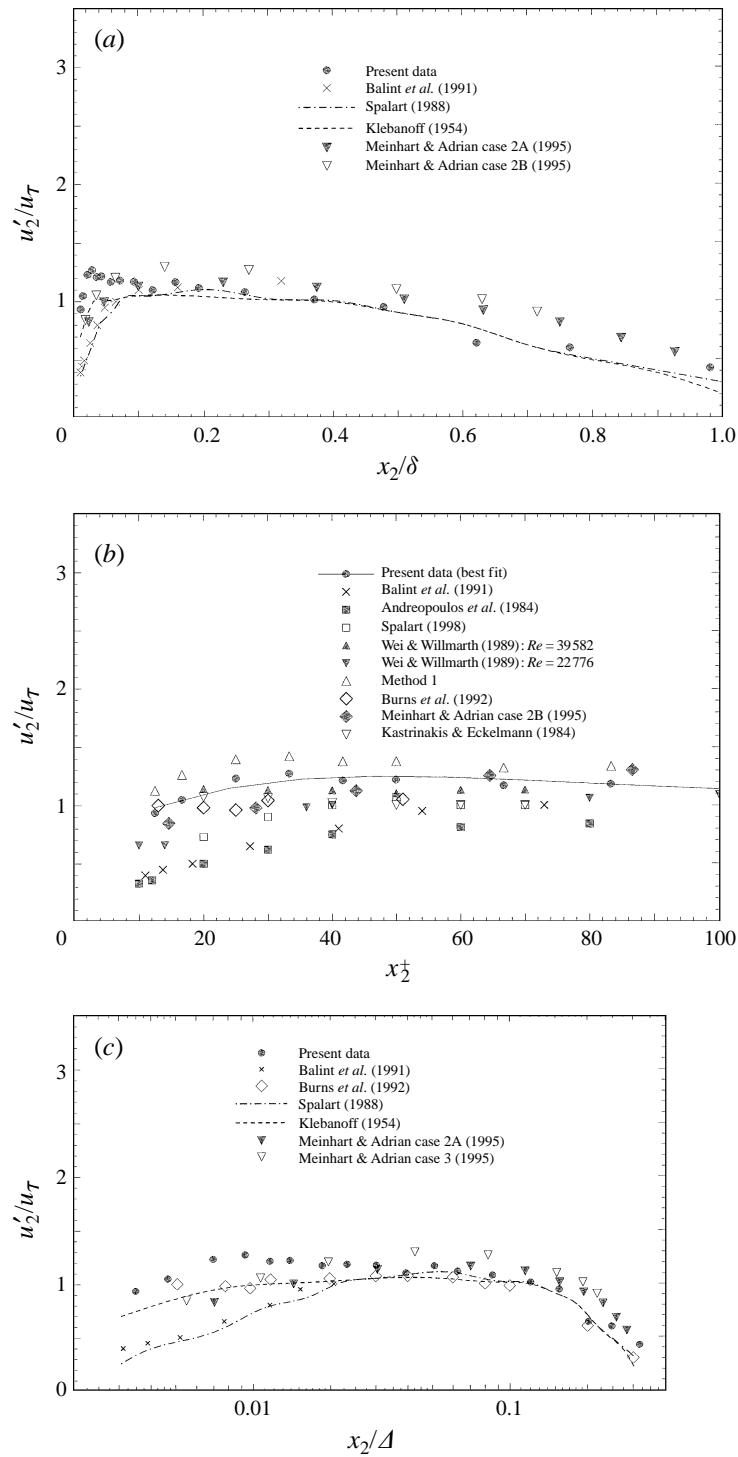 (a)
3
2
1
0
0.2
0.4
0.6
0.8
1.0
u′2/uτ
x2/δ
Present data
Balint et al. (1991)
Spalart (1988)
Klebanoff (1954)
Meinhart & Adrian case 2A (1995)
Meinhart & Adrian case 2B (1995)
(b)
3
2
1
0
20
40
60
80
100
u′2/uτ
x2+
Present data (best fit)
Balint et al. (1991)
Andreopoulos et al. (1984)
Spalart (1998)
Wei & Willmarth (1989): Re = 39582
Wei & Willmarth (1989): Re = 22776
Method 1
Burns et al. (1992)
Meinhart & Adrian case 2B (1995)
Kastrinakis & Eckelmann (1984)
(c)
3
2
1
0
0.01
0.1
u′2/uτ
x2/Δ
Present data
Balint et al. (1991)
Burns et al. (1992)
Spalart (1988)
Klebanoff (1954)
Meinhart & Adrian case 2A (1995)
Meinhart & Adrian case 3 (1995)